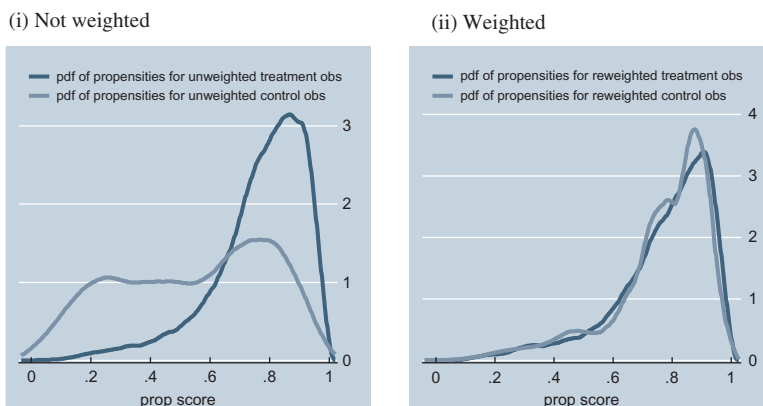 (i) Not weighted
pdf of propensities for unweighted treatment obs
pdf of propensities for unweighted control obs
3
2
1
0
0 .2 .4 .6 .8 1
prop score
(ii) Weighted
pdf of propensities for reweighted treatment obs
pdf of propensities for reweighted control obs
4
3
2
1
0
0 .2 .4 .6 .8 1
prop score